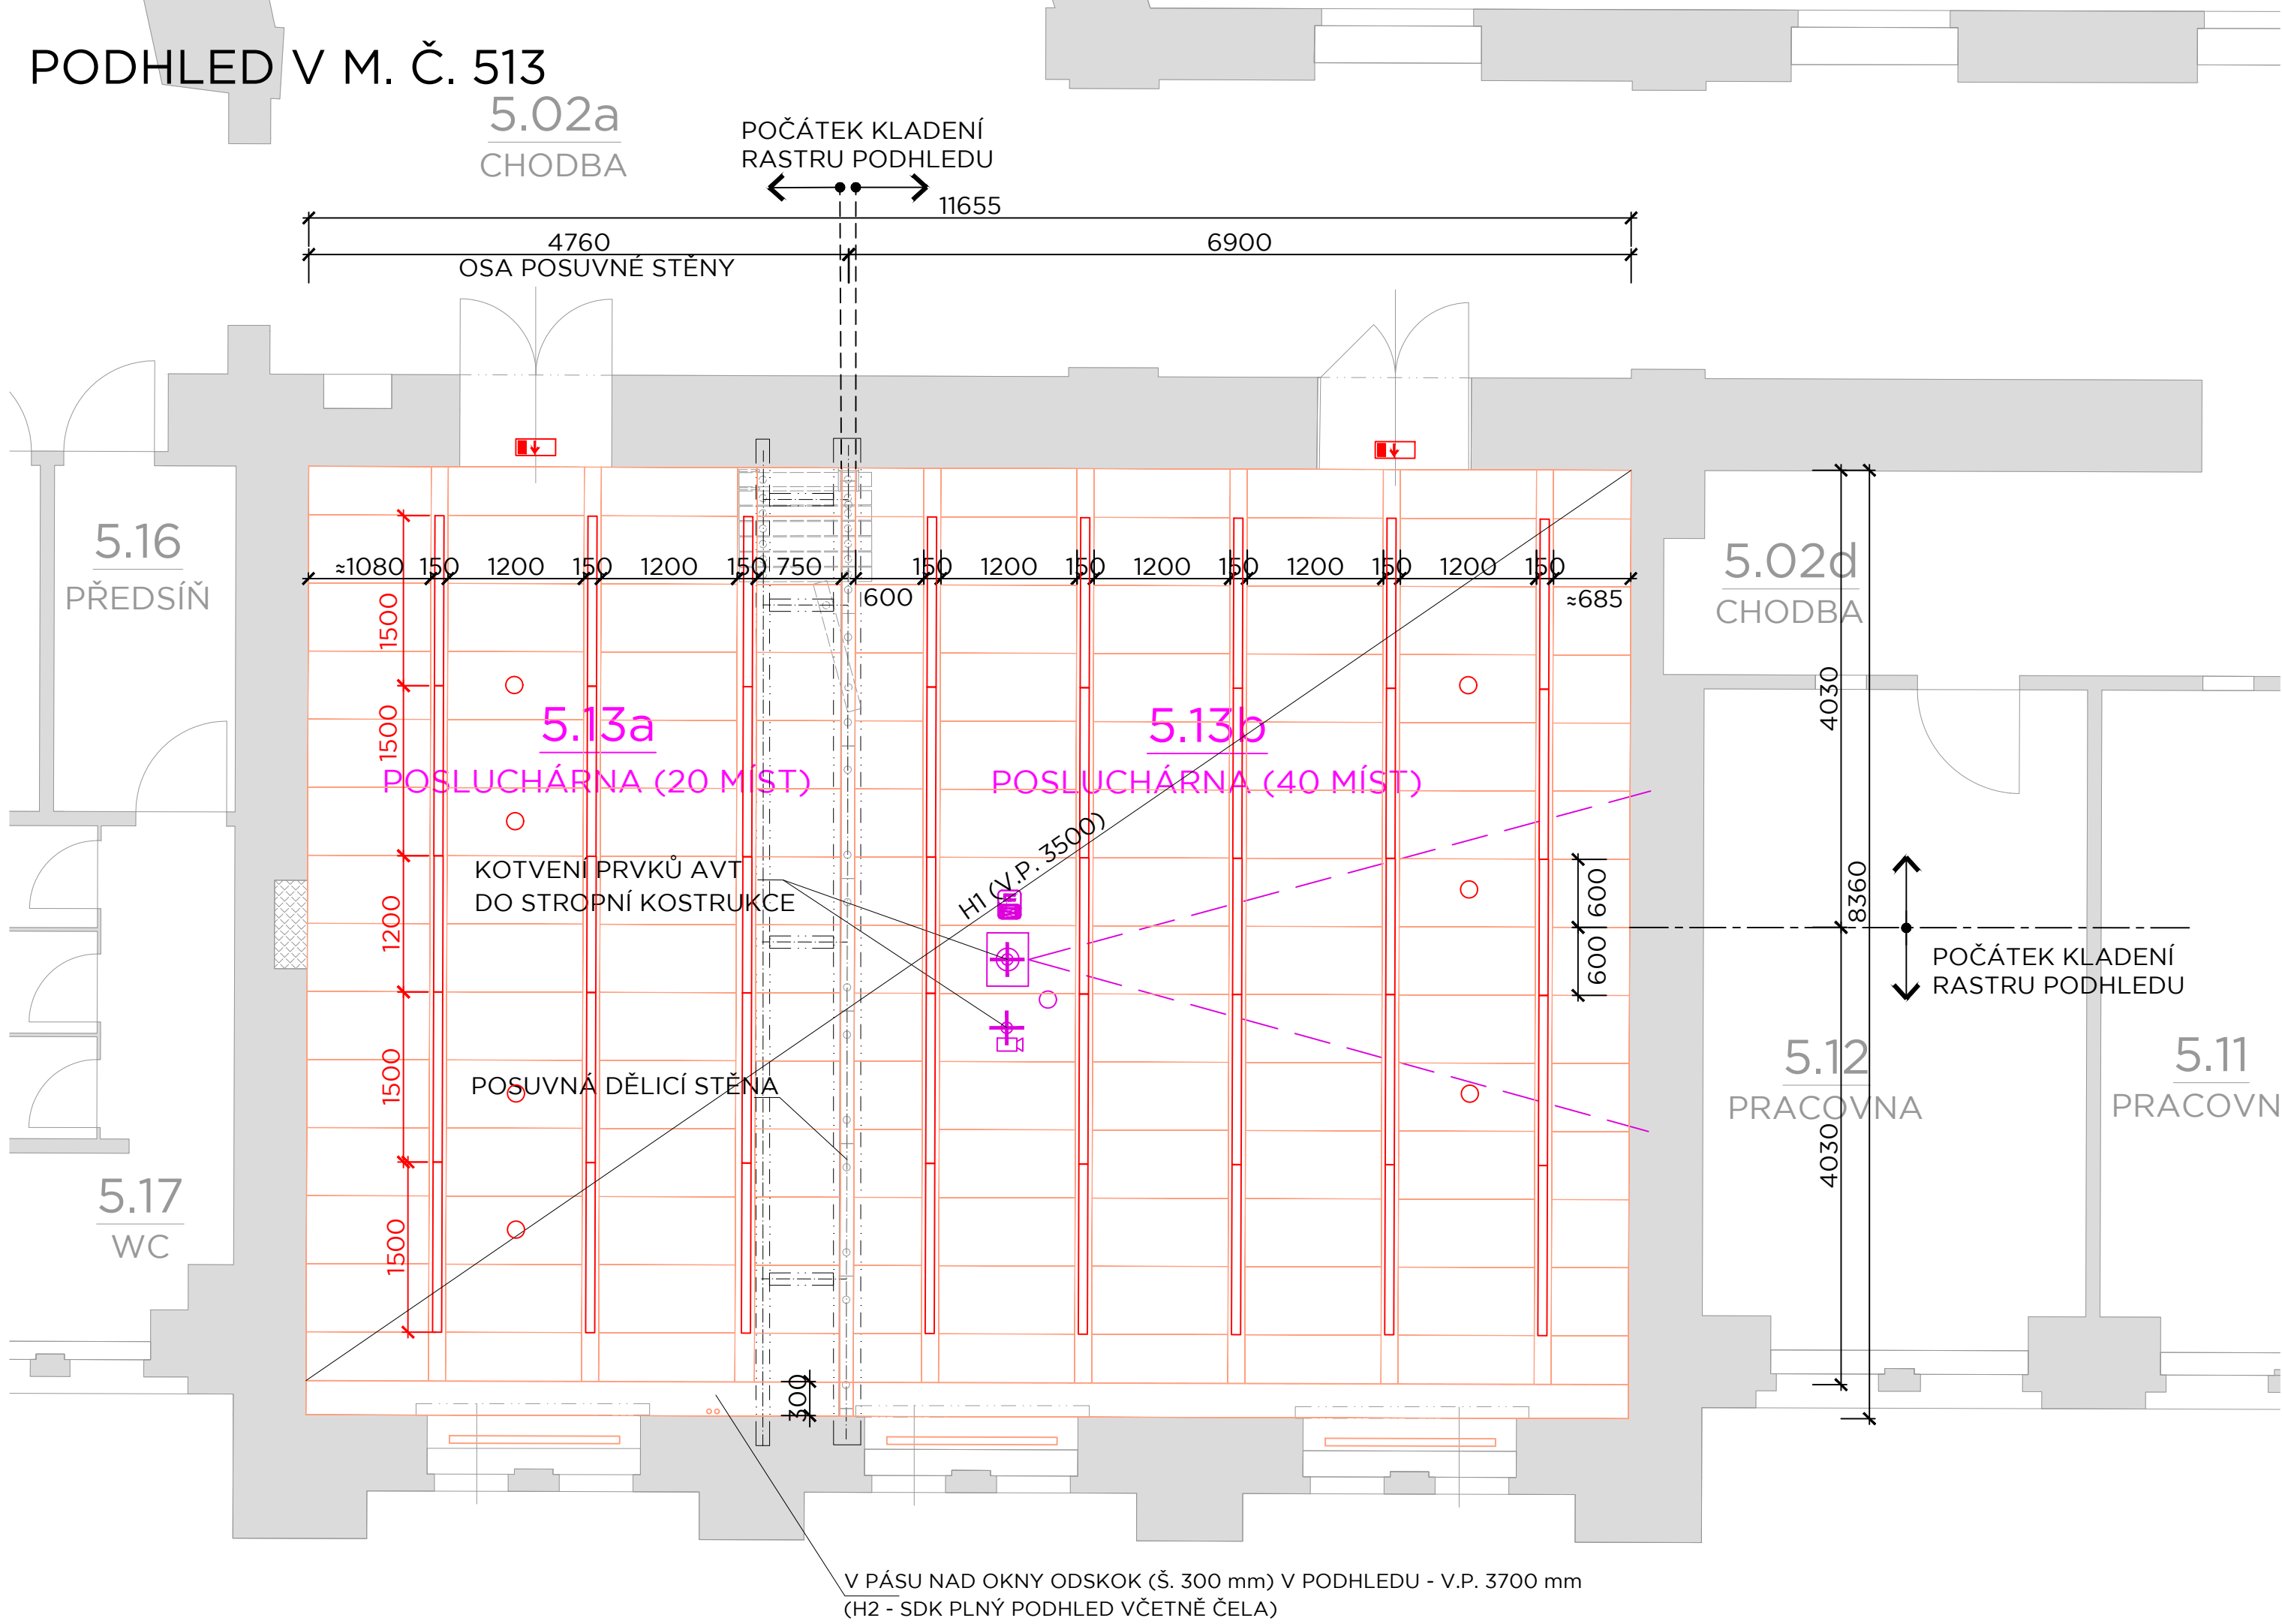 PODHLED V M. Č. 513
5.02a
CHODBA
POČÁTEK KLADENÍ
RASTRU PODHLEDU
11655
4760
6900
OSA POSUVNÉ STĚNY
5.16
PŘEDSÍŇ
≈1080
150
1200
150
1200
150
750
600
150
1200
150
1200
150
1200
150
1200
150
≈685
5.02d
CHODBA
1500
1500
1200
1500
1500
5.13a
POSLUCHÁRNA (20 MÍST)
5.13b
POSLUCHÁRNA (40 MÍST)
H1 (V.P. 3500)
KOTVENÍ PRVKŮ AVT
DO STROPNÍ KOSTRUKCE
600
600
4030
8360
4030
POČÁTEK KLADENÍ
RASTRU PODHLEDU
POSUVNÁ DĚLICÍ STĚNA
5.12
PRACOVNA
5.11
PRACOVN
5.17
WC
300
V PÁSU NAD OKNY ODSKOK (Š. 300 mm) V PODHLEDU - V.P. 3700 mm
(H2 - SDK PLNÝ PODHLED VČETNĚ ČELA)